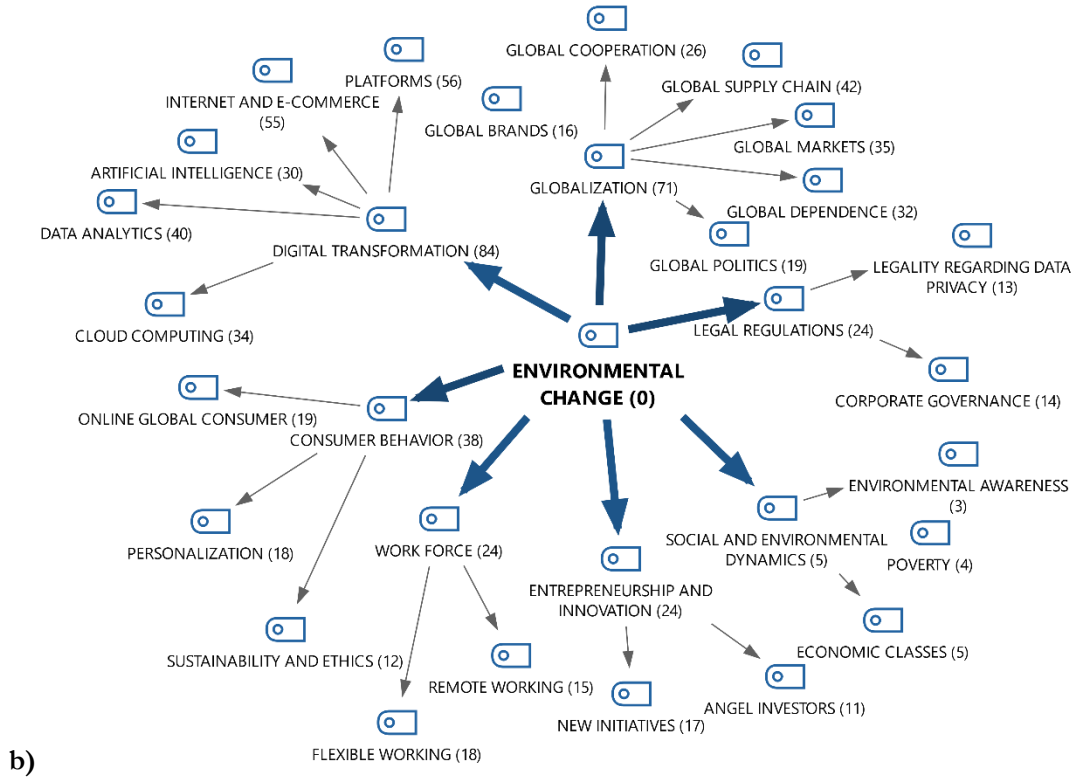 GLOBAL COOPERATION (26)
PLATFORMS (56)
GLOBAL SUPPLY CHAIN (42)
INTERNET AND E-COMMERCE
(55)
GLOBAL BRANDS (16)
GLOBAL MARKETS (35)
ARTIFICIAL INTELLIGENCE (30)
GLOBALIZATION (71)
GLOBAL DEPENDENCE (32)
DATA ANALYTICS (40)
DIGITAL TRANSFORMATION (84)
GLOBAL POLITICS (19)
LEGALITY REGARDING DATA
PRIVACY (13)
CLOUD COMPUTING (34)
LEGAL REGULATIONS (24)
ENVIRONMENTAL
CHANGE (0)
CORPORATE GOVERNANCE (14)
ONLINE GLOBAL CONSUMER (19)
CONSUMER BEHAVIOR (38)
ENVIRONMENTAL AWARENESS
(3)
PERSONALIZATION (18)
WORK FORCE (24)
SOCIAL AND ENVIRONMENTAL
DYNAMICS (5)
POVERTY (4)
ENTREPRENEURSHIP AND
INNOVATION (24)
SUSTAINABILITY AND ETHICS (12)
ECONOMIC CLASSES (5)
REMOTE WORKING (15)
NEW INITIATIVES (17)
ANGEL INVESTORS (11)
FLEXIBLE WORKING (18)
b)